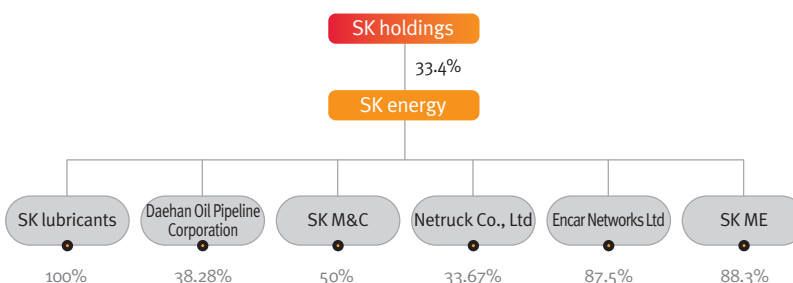 SK holdings
33.4%
SK energy
SK lubricants
Daehan Oil Pipeline
Corporation
SK M&C
Netruck Co., Ltd
Encar Networks Ltd
SK ME
100%
38.28%
50%
33.67%
87.5%
88.3%